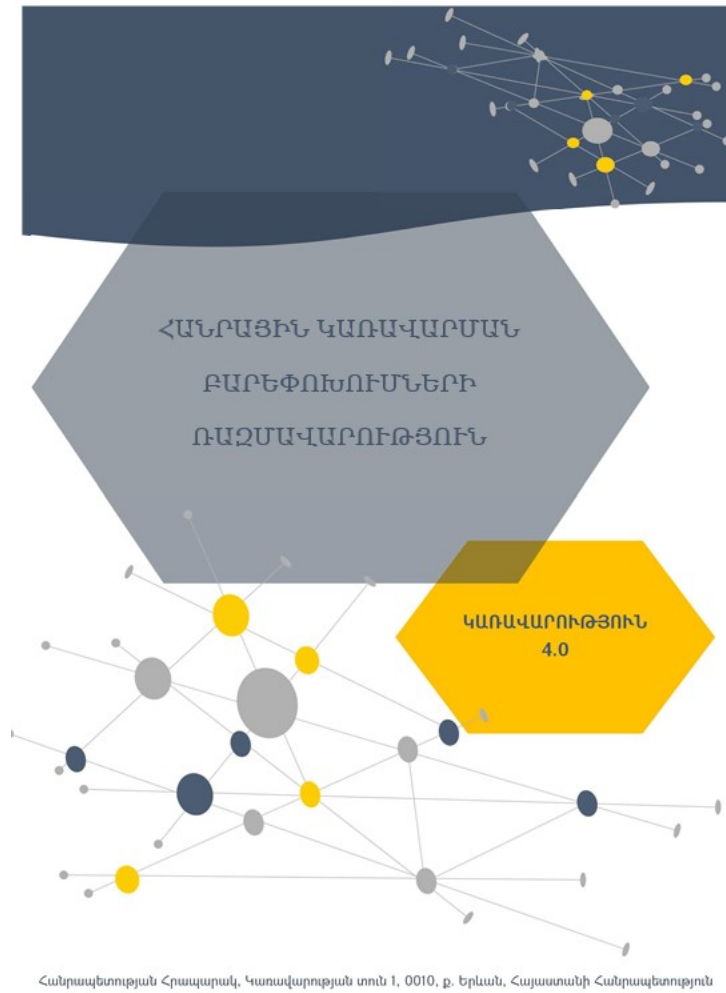 ՀԱՆՐԱՅԻՆ ԿԱՌԱՎԱՐՄԱՆ
ԲԱՐԵՓՈԽՈՒՄՆԵՐԻ
ՌԱԶՄԱՎԱՐՈՒԹՅՈՒՆ
ԿԱՌԱՎԱՐՈՒԹՅՈՒՆ
4.0
Հանրապետության Հրապարակ, Կառավարության տուն 1, 0010, ք. Երևան, Հայաստանի Հանրապետություն